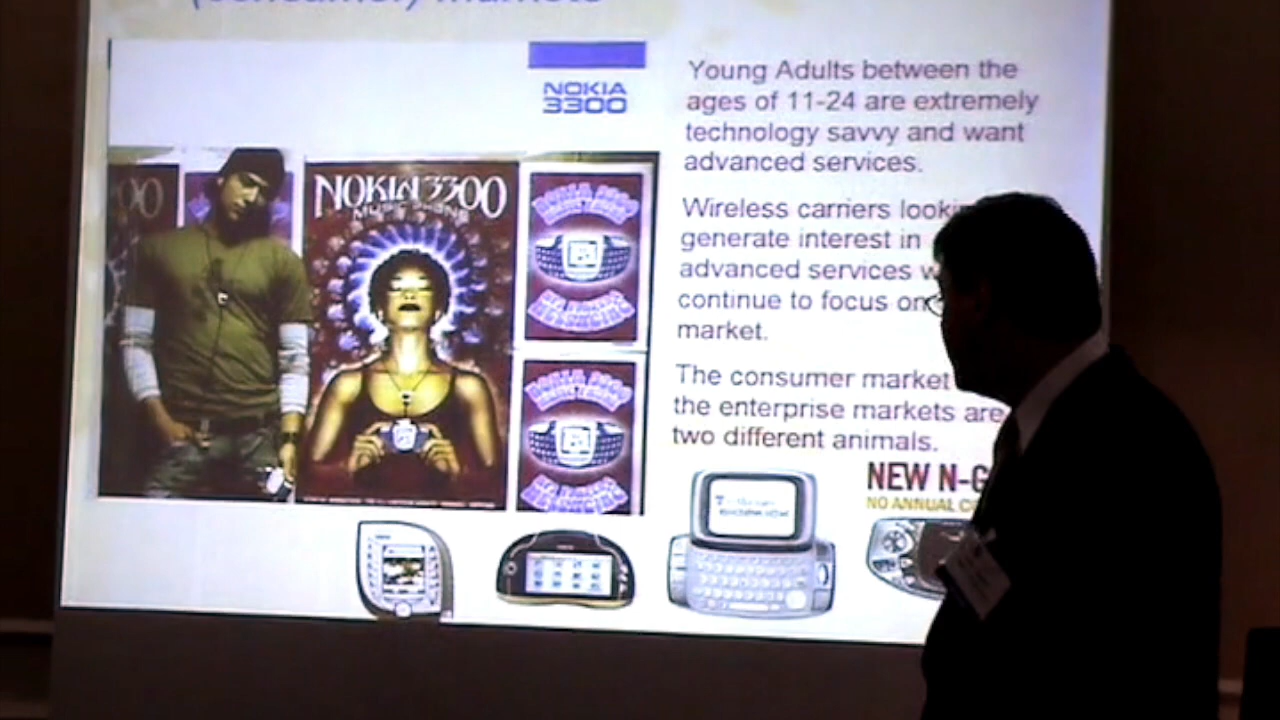 (consumer) markets
NOKIA
3300
Young Adults between the
ages of 11-24 are extremely
technology savvy and want
advanced services.
Wireless carriers
generate interest in
advanced services
continue to focus on
market.
The consumer market
the enterprise markets are
two different animals.
NOKIA 3300
NEW N-G
NO ANNUAL